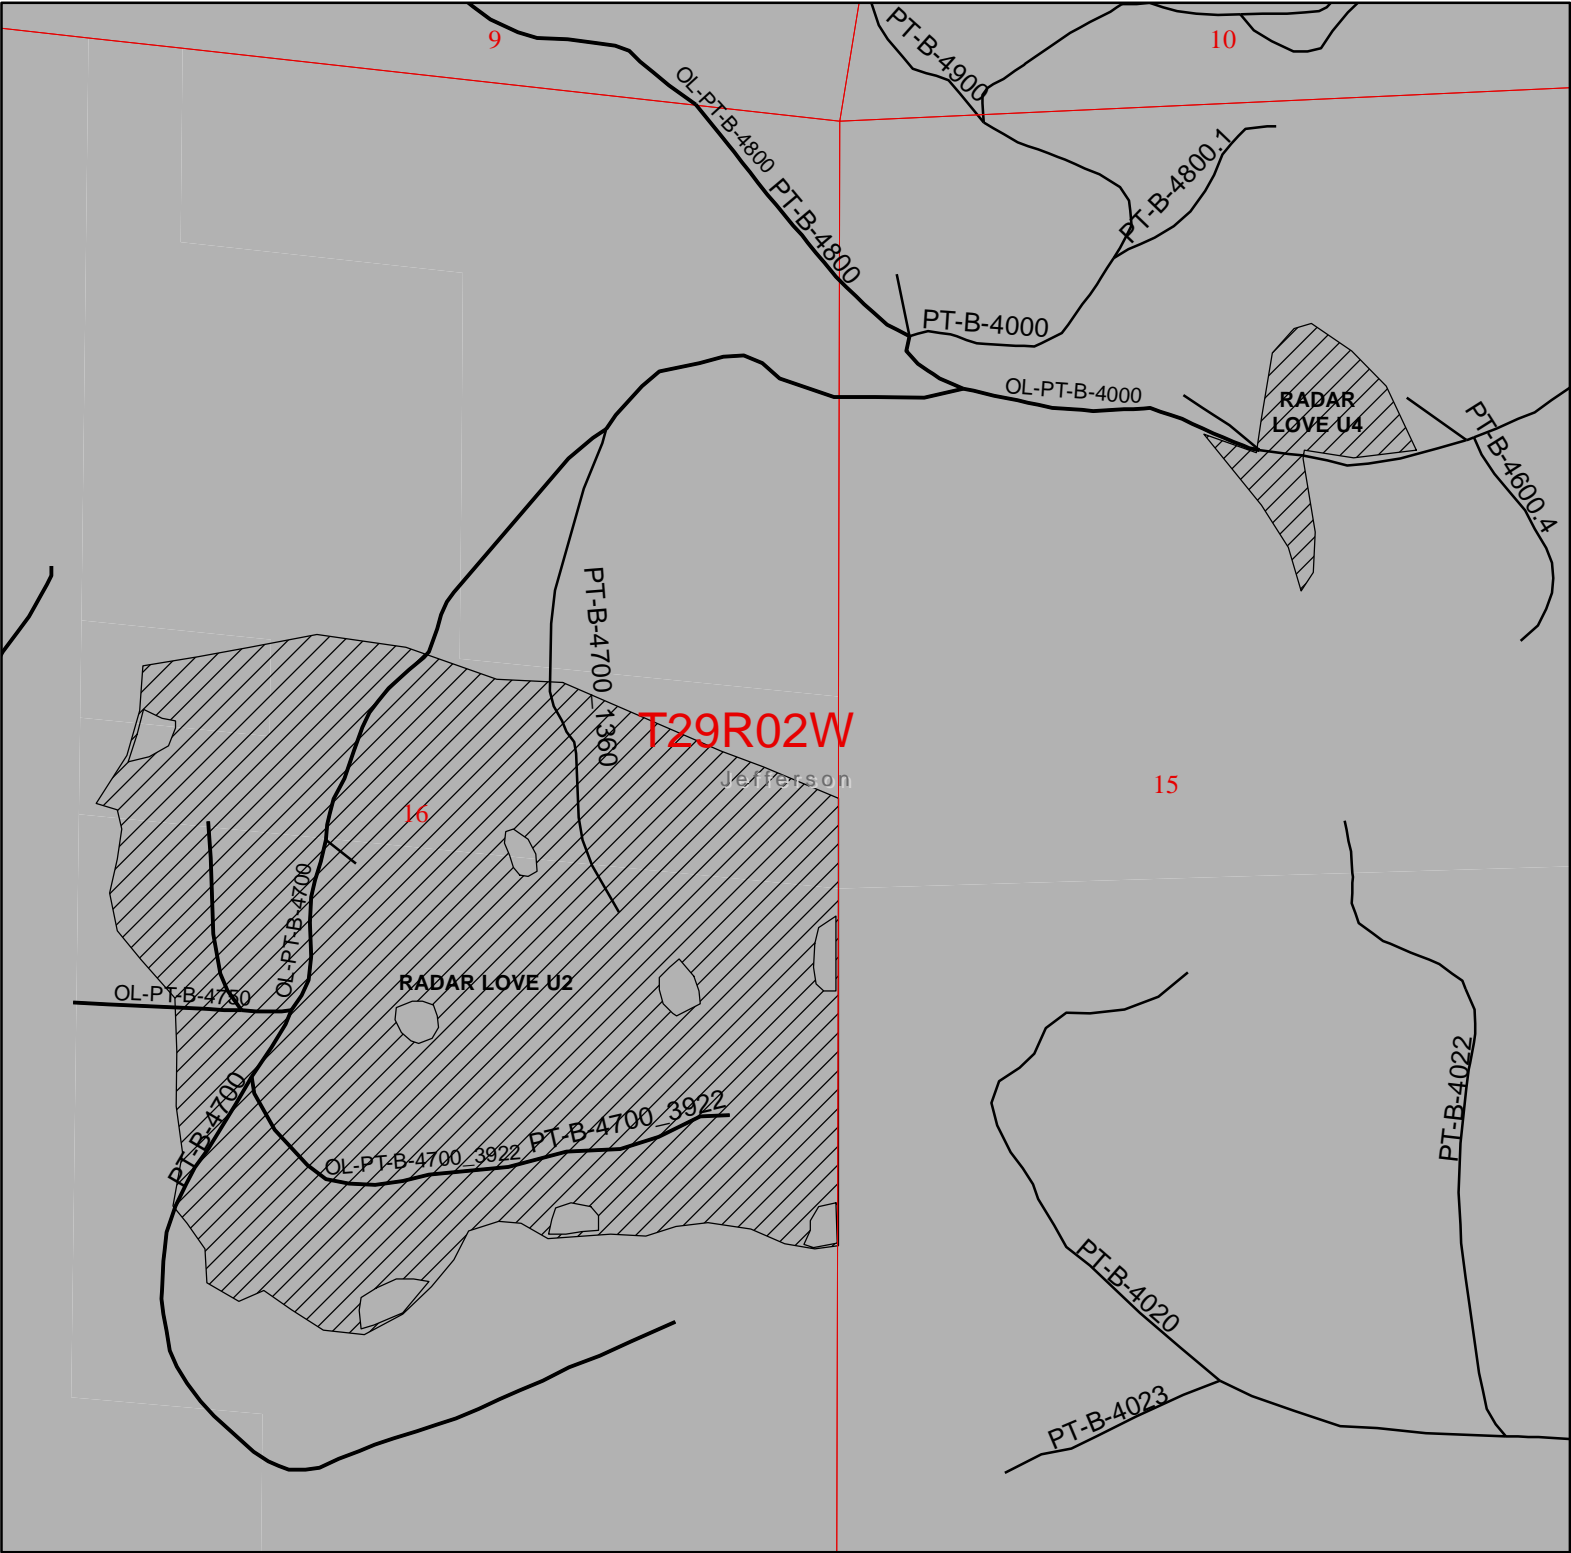 9
10
PT-B-4900
OL-PT-B-4800
PT-B-4800
PT-B-4800.1
PT-B-4000
OL-PT-B-4000
RADAR
LOVE U4
PT-B-4600.4
PT-B-4700_1360
T29R02W
Jefferson
15
16
OL-PT-B-4700
RADAR LOVE U2
OL-PT-B-4750
PT-B-4700
PT-B-4700_3922
OL-PT-B-4700_3922
PT-B-4022
PT-B-4020
PT-B-4023